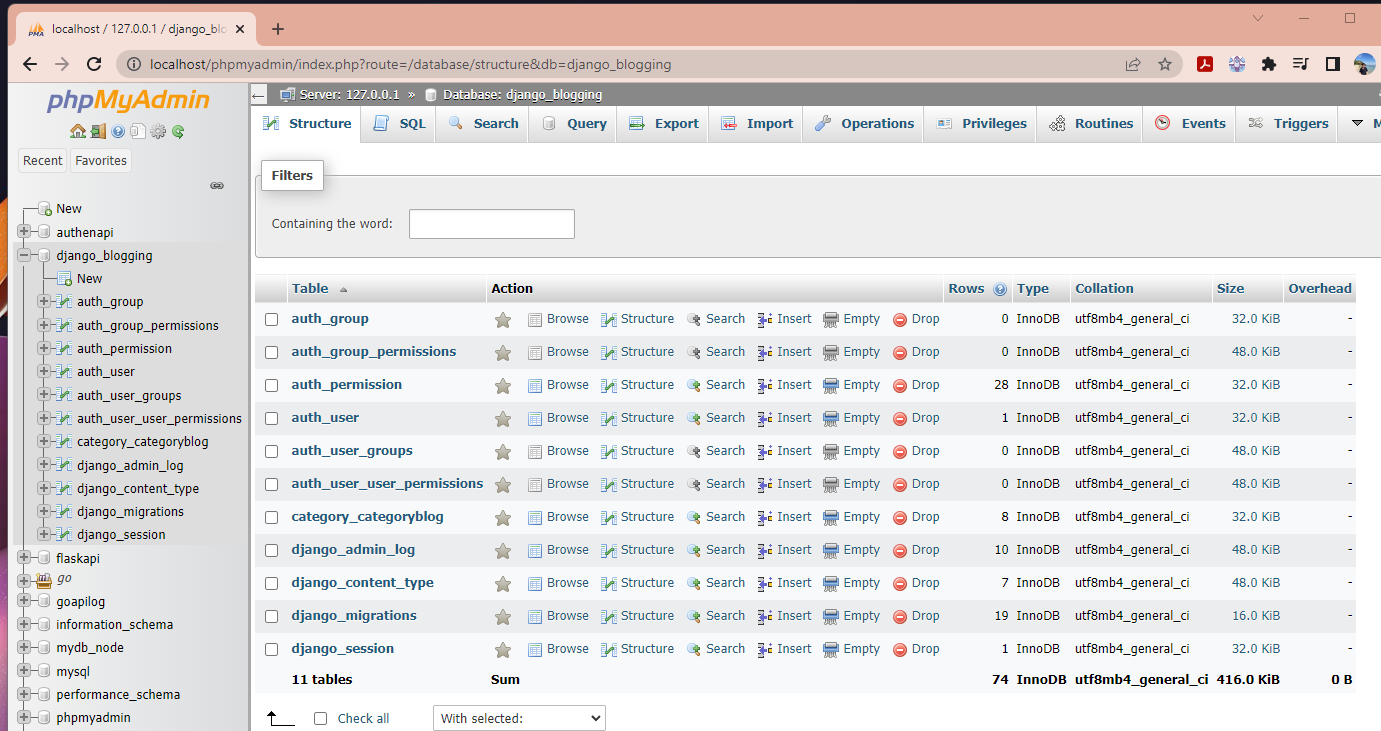 localhost / 127.0.0.1 / django_blo
localhost/phpmyadmin/index.php?route=/database/structure&db=django_blogging
phpMyAdmin
Recent Favorites
New
authenapi
django_blogging
New
auth_group
auth_group_permissions
auth_permission
auth_user
auth_user_groups
auth_user_user_permissions
category_categoryblog
django_admin_log
django_content_type
django_migrations
django_session
flaskapi
go
goapilog
information_schema
mydb_node
mysql
performance_schema
phpmyadmin
Server: 127.0.0.1 » Database: django_blogging
Structure SQL Search Query Export Import Operations Privileges Routines Events Triggers M
Filters
Containing the word:
Table Action Rows Type Collation Size Overhead
auth_group Browse Structure Search Insert Empty Drop 0 InnoDB utf8mb4_general_ci 32.0 KiB -
auth_group_permissions Browse Structure Search Insert Empty Drop 0 InnoDB utf8mb4_general_ci 48.0 KiB -
auth_permission Browse Structure Search Insert Empty Drop 28 InnoDB utf8mb4_general_ci 32.0 KiB -
auth_user Browse Structure Search Insert Empty Drop 1 InnoDB utf8mb4_general_ci 32.0 KiB -
auth_user_groups Browse Structure Search Insert Empty Drop 0 InnoDB utf8mb4_general_ci 48.0 KiB -
auth_user_user_permissions Browse Structure Search Insert Empty Drop 0 InnoDB utf8mb4_general_ci 48.0 KiB -
category_categoryblog Browse Structure Search Insert Empty Drop 8 InnoDB utf8mb4_general_ci 32.0 KiB -
django_admin_log Browse Structure Search Insert Empty Drop 10 InnoDB utf8mb4_general_ci 48.0 KiB -
django_content_type Browse Structure Search Insert Empty Drop 7 InnoDB utf8mb4_general_ci 48.0 KiB -
django_migrations Browse Structure Search Insert Empty Drop 19 InnoDB utf8mb4_general_ci 16.0 KiB -
django_session Browse Structure Search Insert Empty Drop 1 InnoDB utf8mb4_general_ci 32.0 KiB -
11 tables Sum 74 InnoDB utf8mb4_general_ci 416.0 KiB 0 B
Check all With selected: